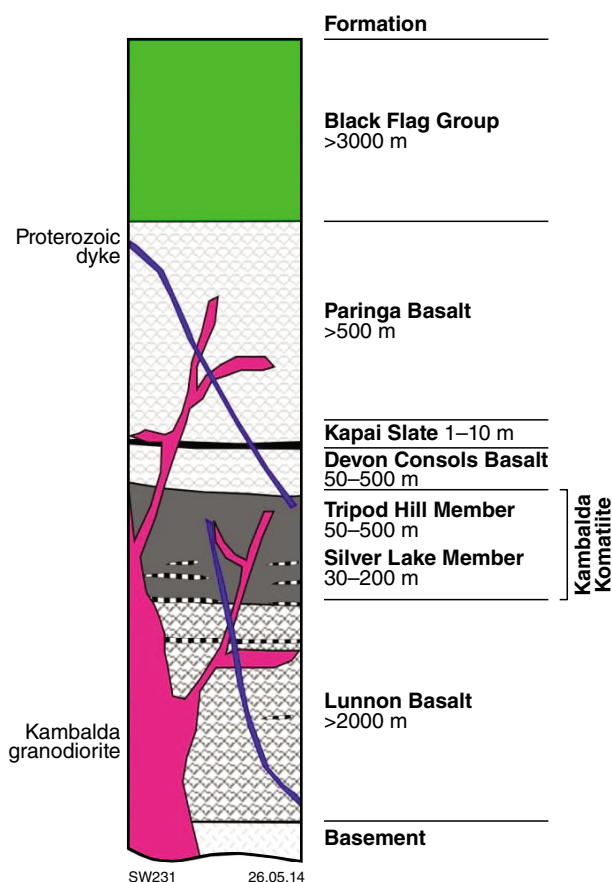 Formation
Black Flag Group
>3000 m
Proterozoic
dyke
Paringa Basalt
>500 m
Kapai Slate 1–10 m
Devon Consols Basalt
50–500 m
Tripod Hill Member
50–500 m
Silver Lake Member
30–200 m
Kambalda
Komatiite
Lunnon Basalt
>2000 m
Kambalda
granodiorite
Basement
SW231
26.05.14